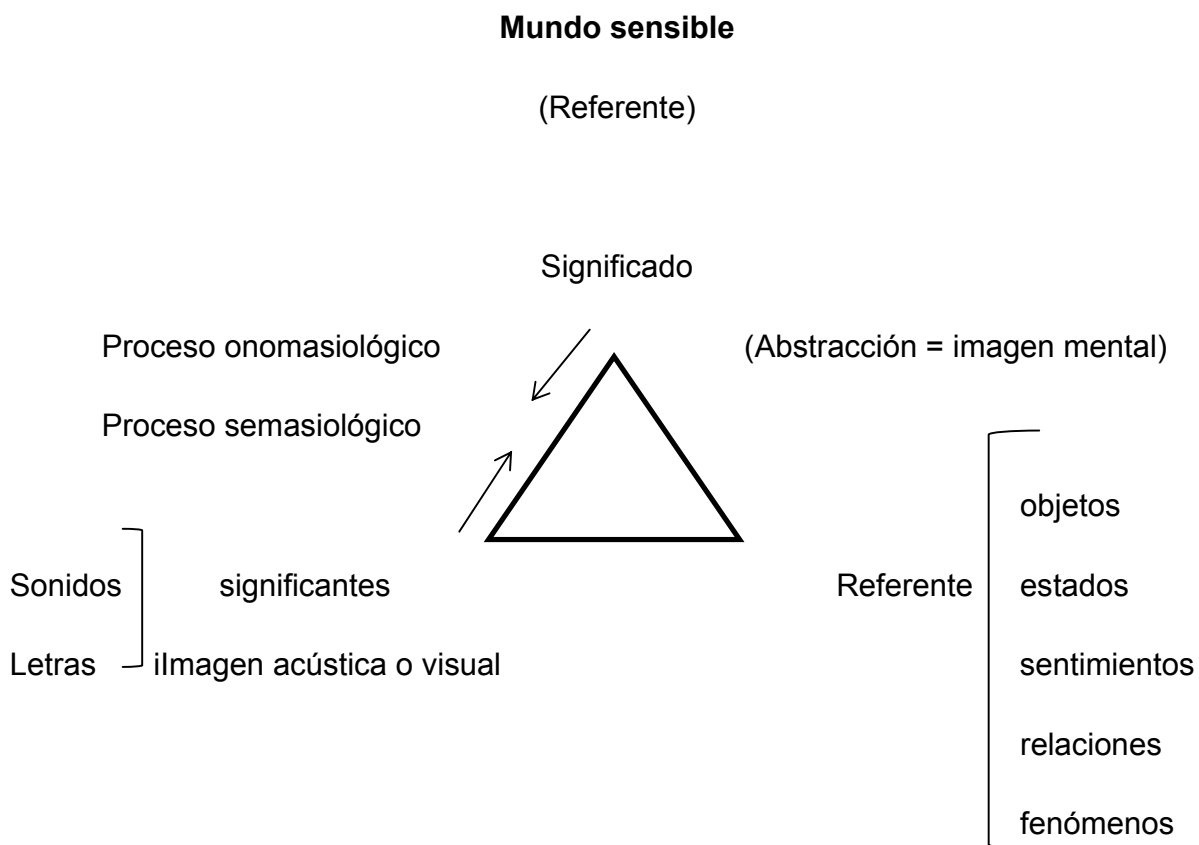 Mundo sensible
(Referente)
Significado
Proceso onomasiológico (Abstracción = imagen mental)
Proceso semasiológico
objetos
Sonidos significantes Referente estados
Letras iImagen acústica o visual sentimientos
relaciones
fenómenos